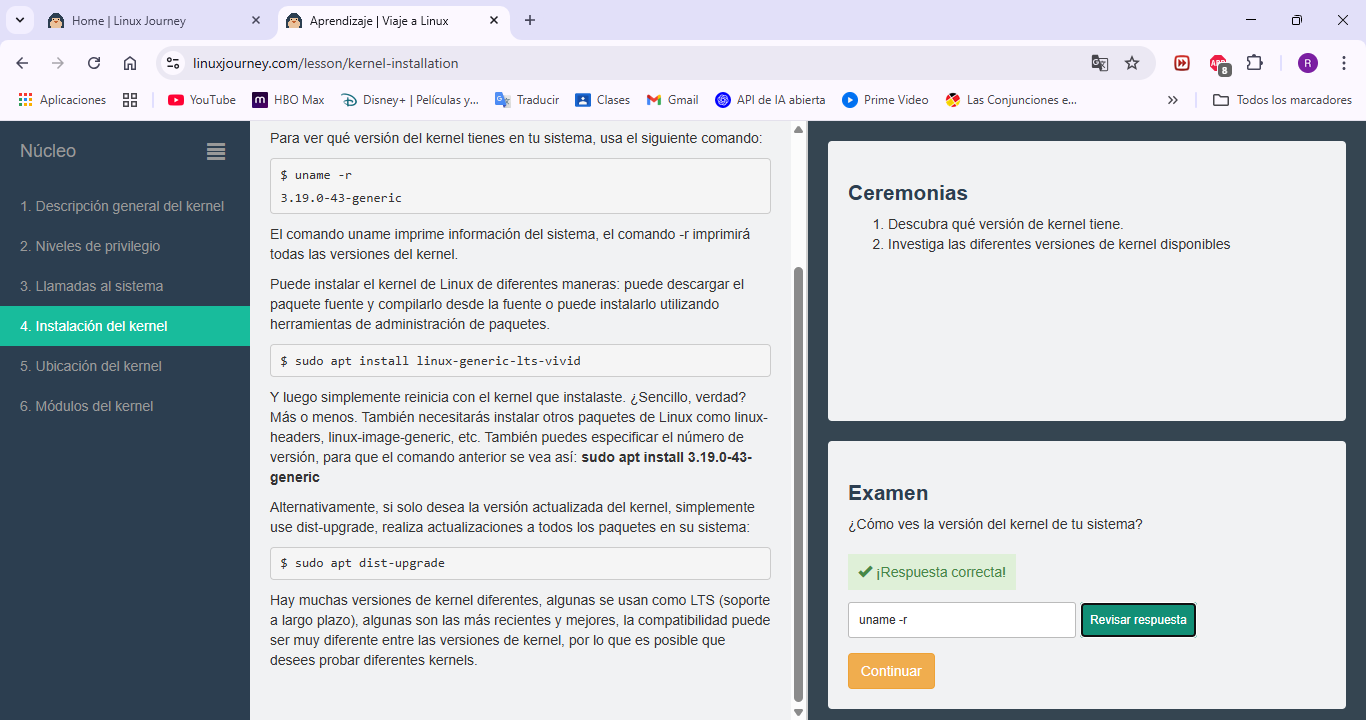 Home | Linux Journey
Aprendizaje | Viaje a Linux
linuxjourney.com/lesson/kernel-installation
8
R
Aplicaciones
YouTube
HBO Max
Disney+ | Películas y...
Traducir
Clases
Gmail
API de IA abierta
Prime Video
Las Conjunciones e...
Todos los marcadores
Núcleo
1. Descripción general del kernel
2. Niveles de privilegio
3. Llamadas al sistema
4. Instalación del kernel
5. Ubicación del kernel
6. Módulos del kernel
Para ver qué versión del kernel tienes en tu sistema, usa el siguiente comando:
$ uname -r
3.19.0-43-generic
El comando uname imprime información del sistema, el comando -r imprimirá
todas las versiones del kernel.
Puede instalar el kernel de Linux de diferentes maneras: puede descargar el
paquete fuente y compilarlo desde la fuente o puede instalarlo utilizando
herramientas de administración de paquetes.
$ sudo apt install linux-generic-lts-vivid
Y luego simplemente reinicia con el kernel que instalaste. ¿Sencillo, verdad?
Más o menos. También necesitarás instalar otros paquetes de Linux como linux-
headers, linux-image-generic, etc. También puedes especificar el número de
versión, para que el comando anterior se vea así: sudo apt install 3.19.0-43-
generic
Alternativamente, si solo desea la versión actualizada del kernel, simplemente
use dist-upgrade, realiza actualizaciones a todos los paquetes en su sistema:
$ sudo apt dist-upgrade
Hay muchas versiones de kernel diferentes, algunas se usan como LTS (soporte
a largo plazo), algunas son las más recientes y mejores, la compatibilidad puede
ser muy diferente entre las versiones de kernel, por lo que es posible que
desees probar diferentes kernels.
Ceremonias
1. Descubra qué versión de kernel tiene.
2. Investiga las diferentes versiones de kernel disponibles
Examen
¿Cómo ves la versión del kernel de tu sistema?
¡Respuesta correcta!
uname -r
Revisar respuesta
Continuar